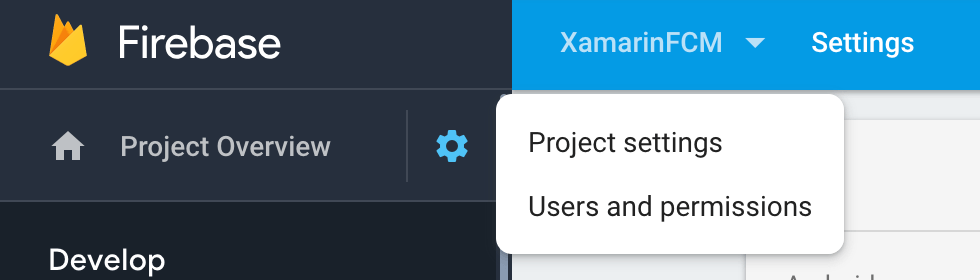 Firebase
XamarinFCM
Settings
Project Overview
Project settings
Users and permissions
Develop